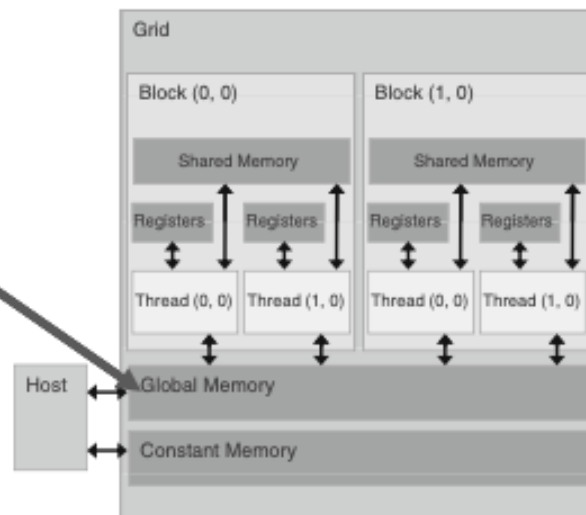 Grid
Block (0, 0)
Block (1, 0)
Shared Memory
Shared Memory
Registers
Registers
Registers
Registers
Thread (0, 0)
Thread (1, 0)
Thread (0, 0)
Thread (1, 0)
Host
Global Memory
Constant Memory